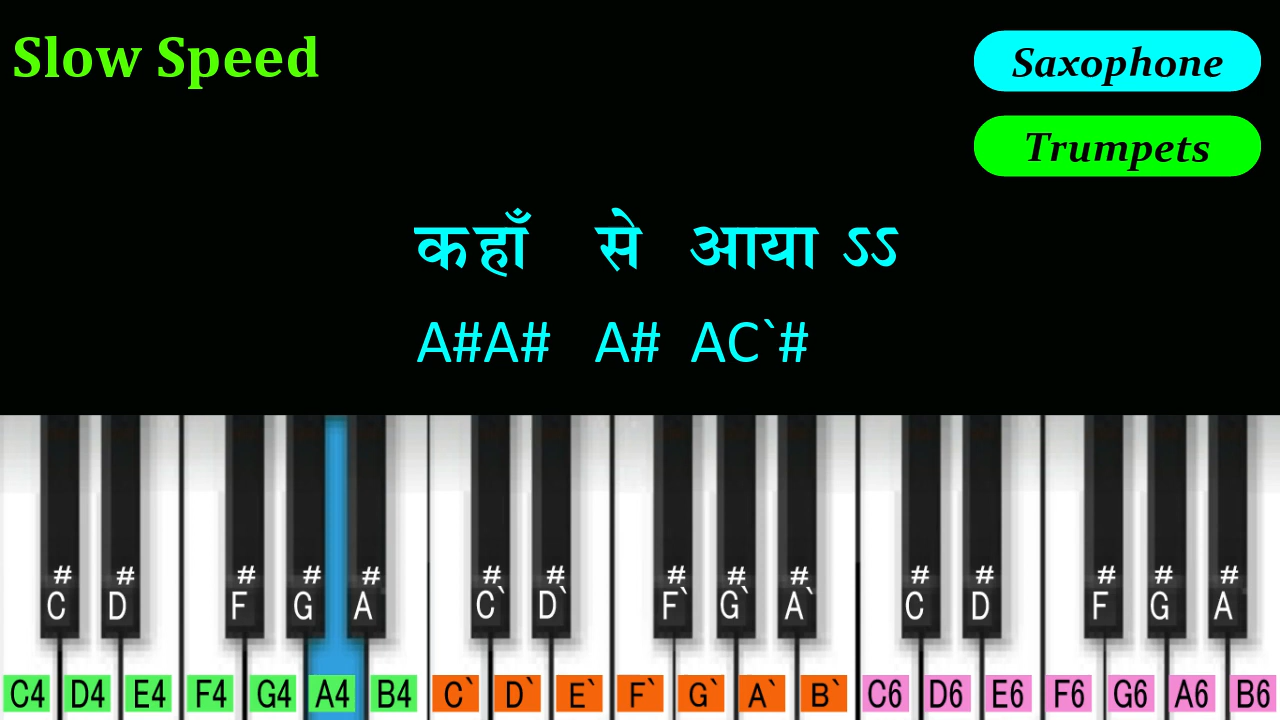 Slow Speed
Saxophone
Trumpets
कहाँ से आया ऽऽ
A#A# A# AC`#
# # # # # # # # # # # # # # #
C D F G A C` D` F` G` A` C D F G A
C4 D4 E4 F4 G4 A4 B4 C` D` E` F` G` A` B` C6 D6 E6 F6 G6 A6 B6